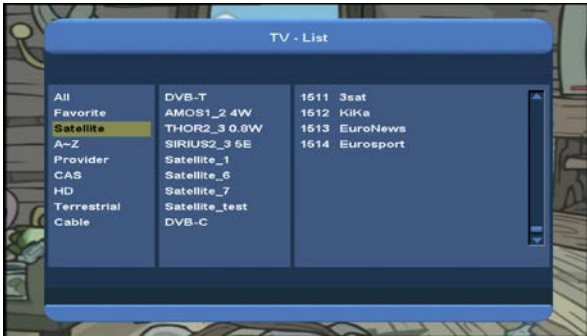 TV - List
All
Favorite
Satellite
A~Z
Provider
CAS
HD
Terrestrial
Cable
DVB-T
AMOS1_2 4W
THOR2_3 0.8W
SIRIUS2_3 5E
Satellite_1
Satellite_6
Satellite_7
Satellite_test
DVB-C
1511 3sat
1512 KiKa
1513 EuroNews
1514 Eurosport